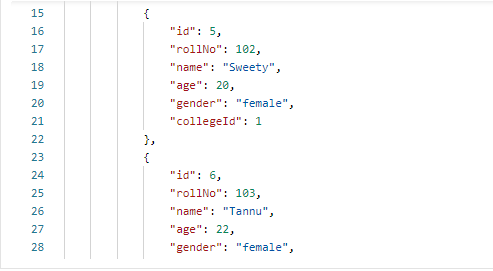 15 {
16 "id": 5,
17 "rollNo": 102,
18 "name": "Sweety",
19 "age": 20,
20 "gender": "female",
21 "collegeId": 1
22 },
23 {
24 "id": 6,
25 "rollNo": 103,
26 "name": "Tannu",
27 "age": 22,
28 "gender": "female",